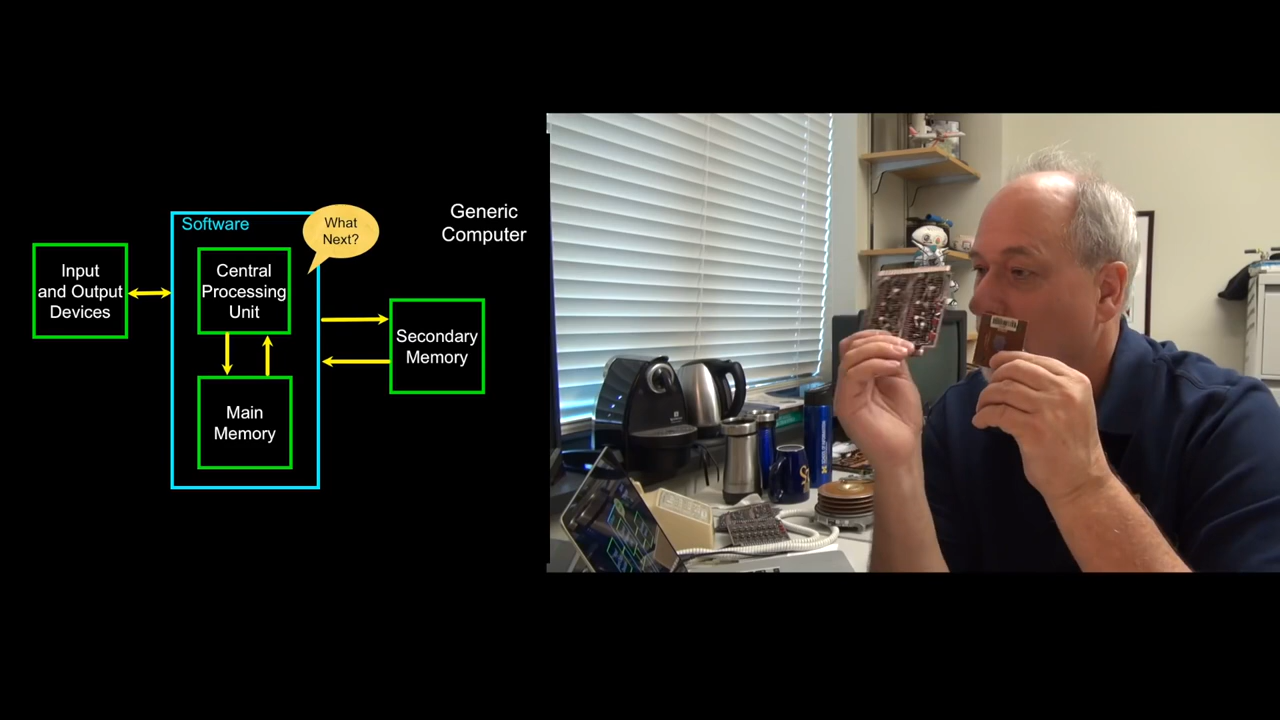 Generic
Computer
Software
What
Next?
Input
and Output
Devices
Central
Processing
Unit
Secondary
Memory
Main
Memory